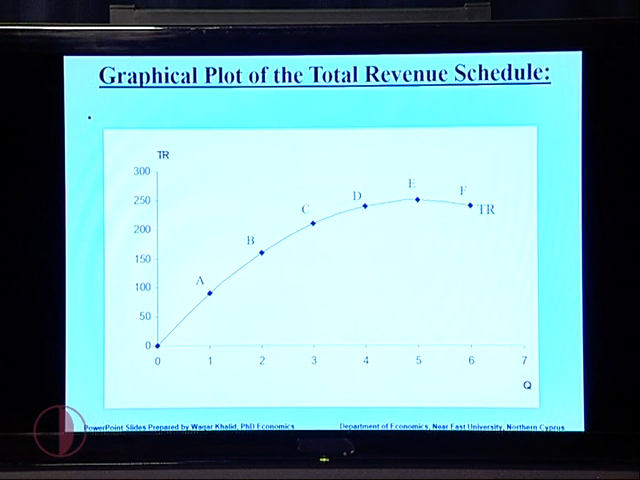 Graphical Plot of the Total Revenue Schedule:
TR
300
250
200
150
100
50
0
A
B
C
D
E
F
TR
0 1 2 3 4 5 6 7
Q
PowerPoint Slides Prepared by Waqar Khalid, PhD Economics
Department of Economics, Near East University, Northern Cyprus